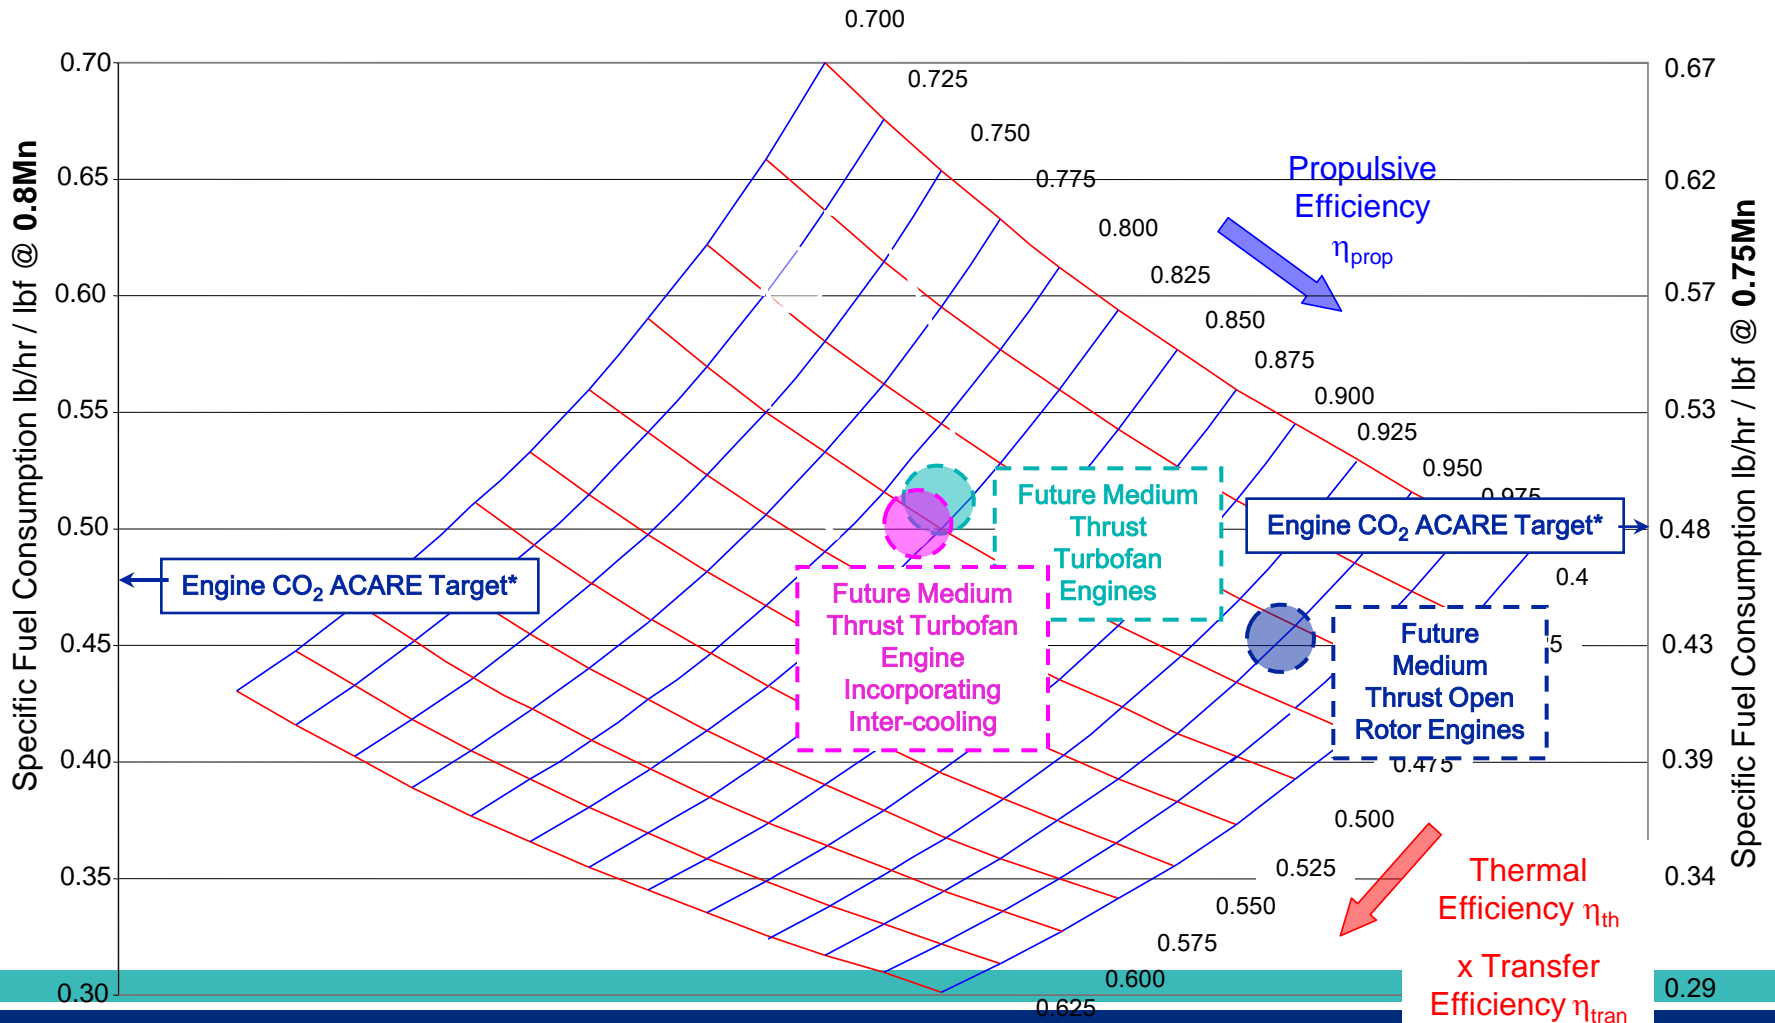 0.700
0.70
0.67
0.725
0.750
Propulsive
Efficiency
ηprop
0.65
0.775
0.62
0.800
0.825
0.60
0.57
0.850
0.875
0.900
0.55
0.53
0.925
0.950
0.975
Specific Fuel Consumption lb/hr / lbf @ 0.8Mn
Specific Fuel Consumption lb/hr / lbf @ 0.75Mn
Future Medium
Thrust
Turbofan
Engines
0.50
Engine CO2 ACARE Target*
0.48
Engine CO2 ACARE Target*
0.4
Future Medium
Thrust Turbofan
Engine
Incorporating
Inter-cooling
Future
Medium
Thrust Open
Rotor Engines
0.45
5
0.43
0.40
0.475
0.39
0.500
0.35
0.525
0.34
0.550
0.575
0.600
0.625
Thermal
Efficiency ηth
x Transfer
Efficiency ηtran
0.30
0.29